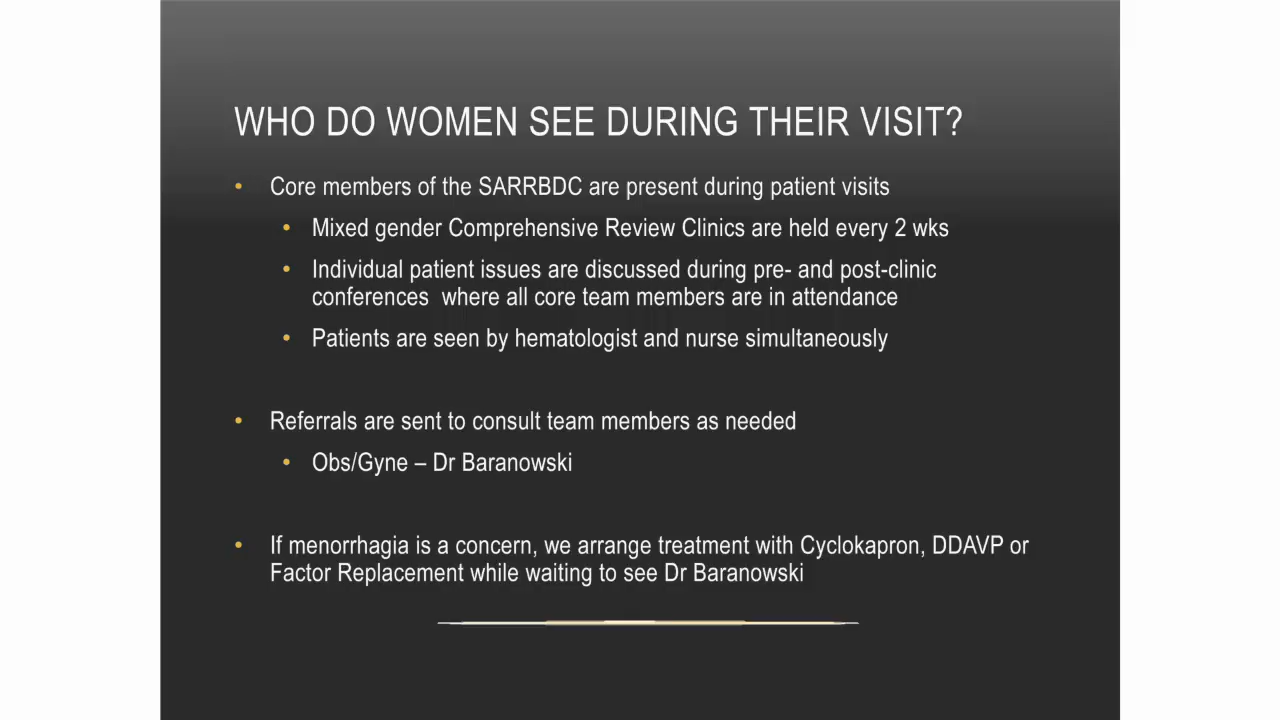 WHO DO WOMEN SEE DURING THEIR VISIT?
• Core members of the SARRBDC are present during patient visits
• Mixed gender Comprehensive Review Clinics are held every 2 wks
• Individual patient issues are discussed during pre- and post-clinic
conferences  where all core team members are in attendance
• Patients are seen by hematologist and nurse simultaneously
• Referrals are sent to consult team members as needed
• Obs/Gyne – Dr Baranowski
• If menorrhagia is a concern, we arrange treatment with Cyclokapron, DDAVP or
Factor Replacement while waiting to see Dr Baranowski